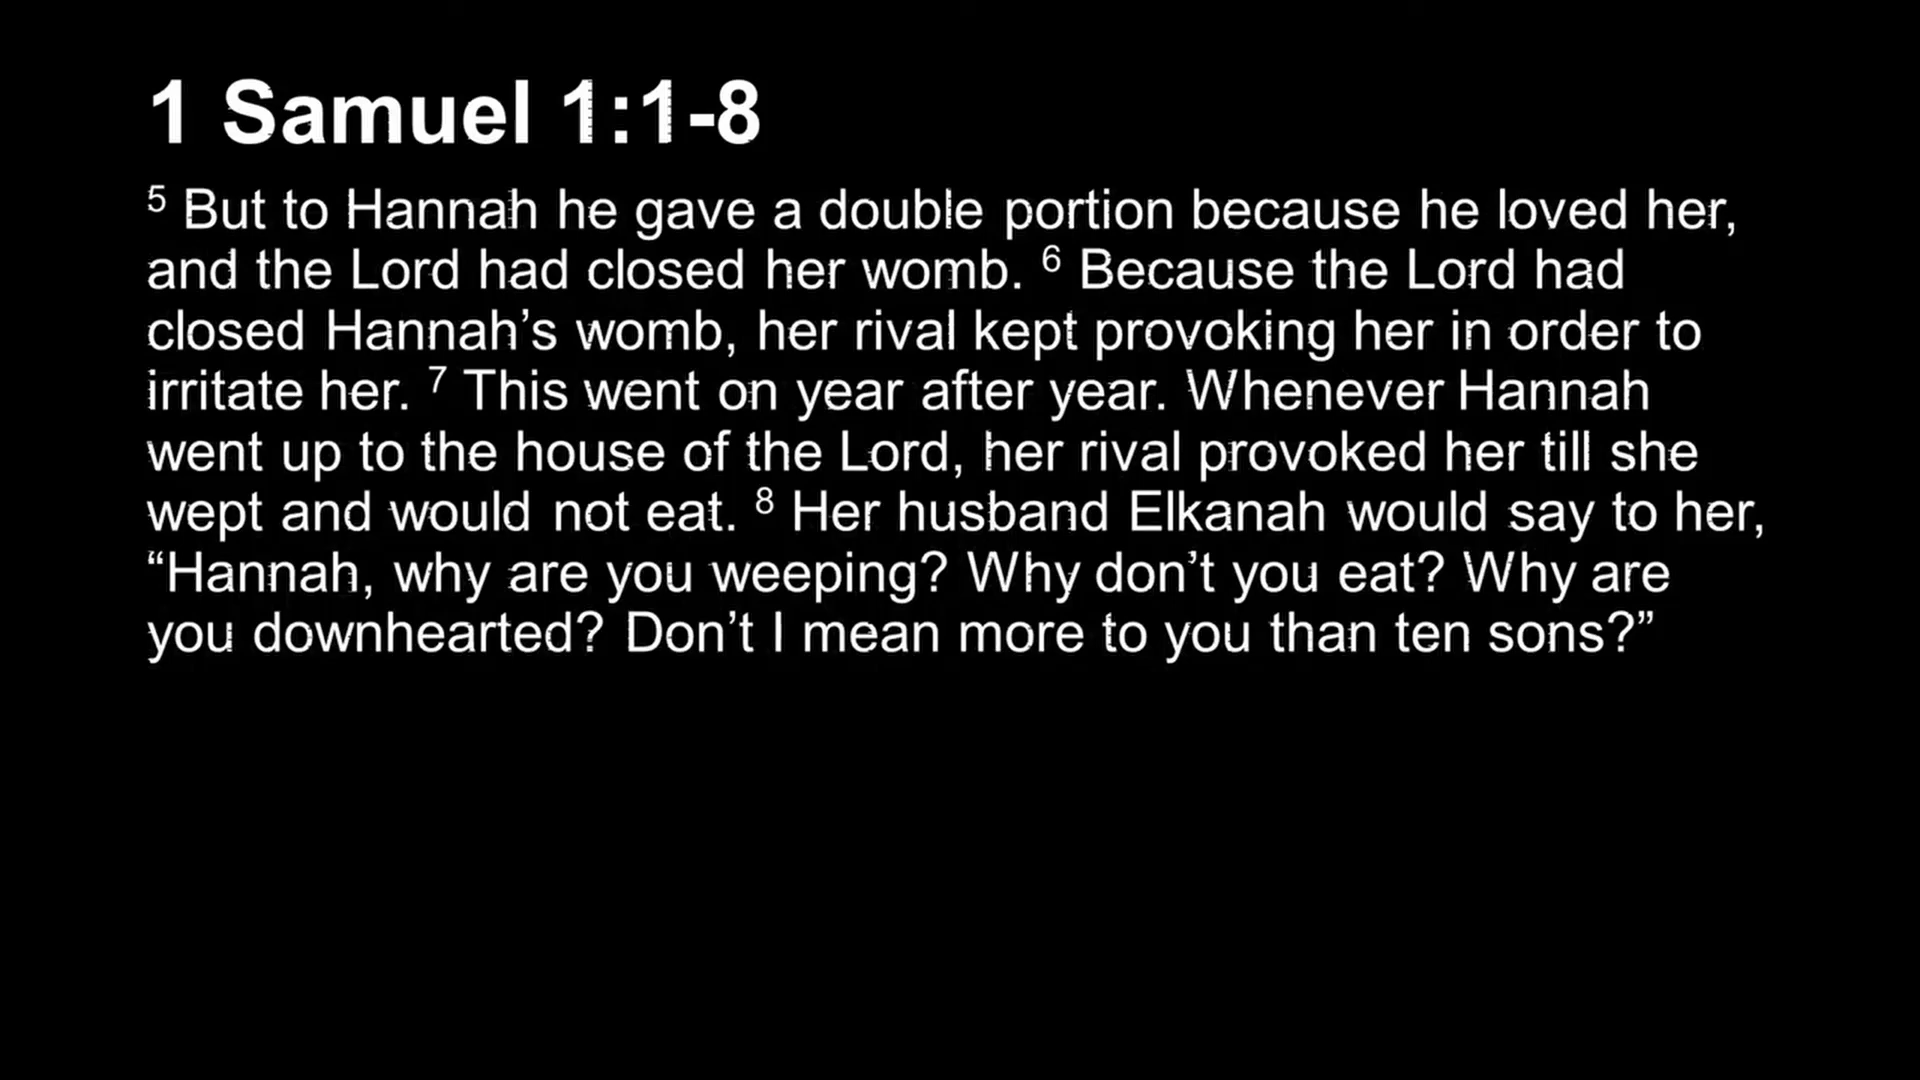 1 Samuel 1:1-8
⁵ But to Hannah he gave a double portion because he loved her,
and the Lord had closed her womb. ⁶ Because the Lord had
closed Hannah’s womb, her rival kept provoking her in order to
irritate her. ⁷ This went on year after year. Whenever Hannah
went up to the house of the Lord, her rival provoked her till she
wept and would not eat. ⁸ Her husband Elkanah would say to her,
“Hannah, why are you weeping? Why don’t you eat? Why are
you downhearted? Don’t I mean more to you than ten sons?”